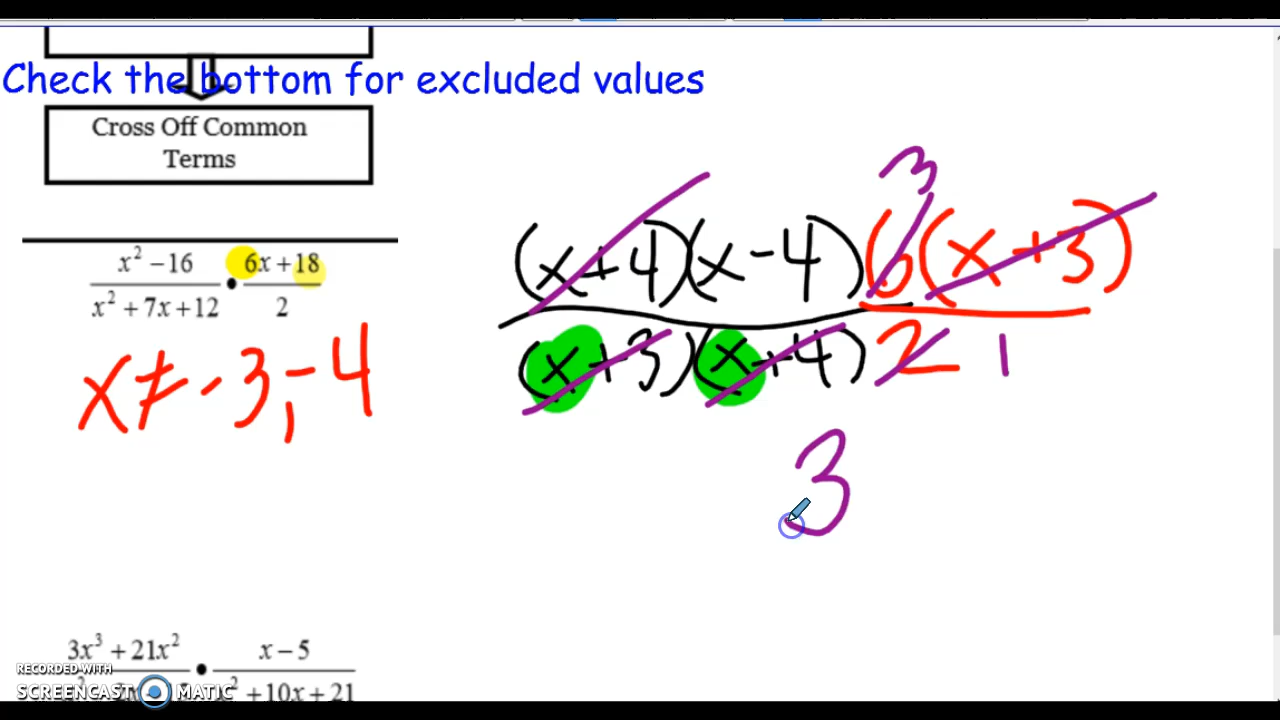 Check the bottom for excluded values
Cross Off Common
Terms
x² – 16 / x² + 7x + 12 • 6x + 18 / 2
x ≠ -3, -4
3
(x+4)(x-4) 6(x+3)
(x+3)(x+4) 2 1
3
3x³ + 21x² • x – 5
RECORDED WITH
SCREENCAST MATIC
² + 10x + 21